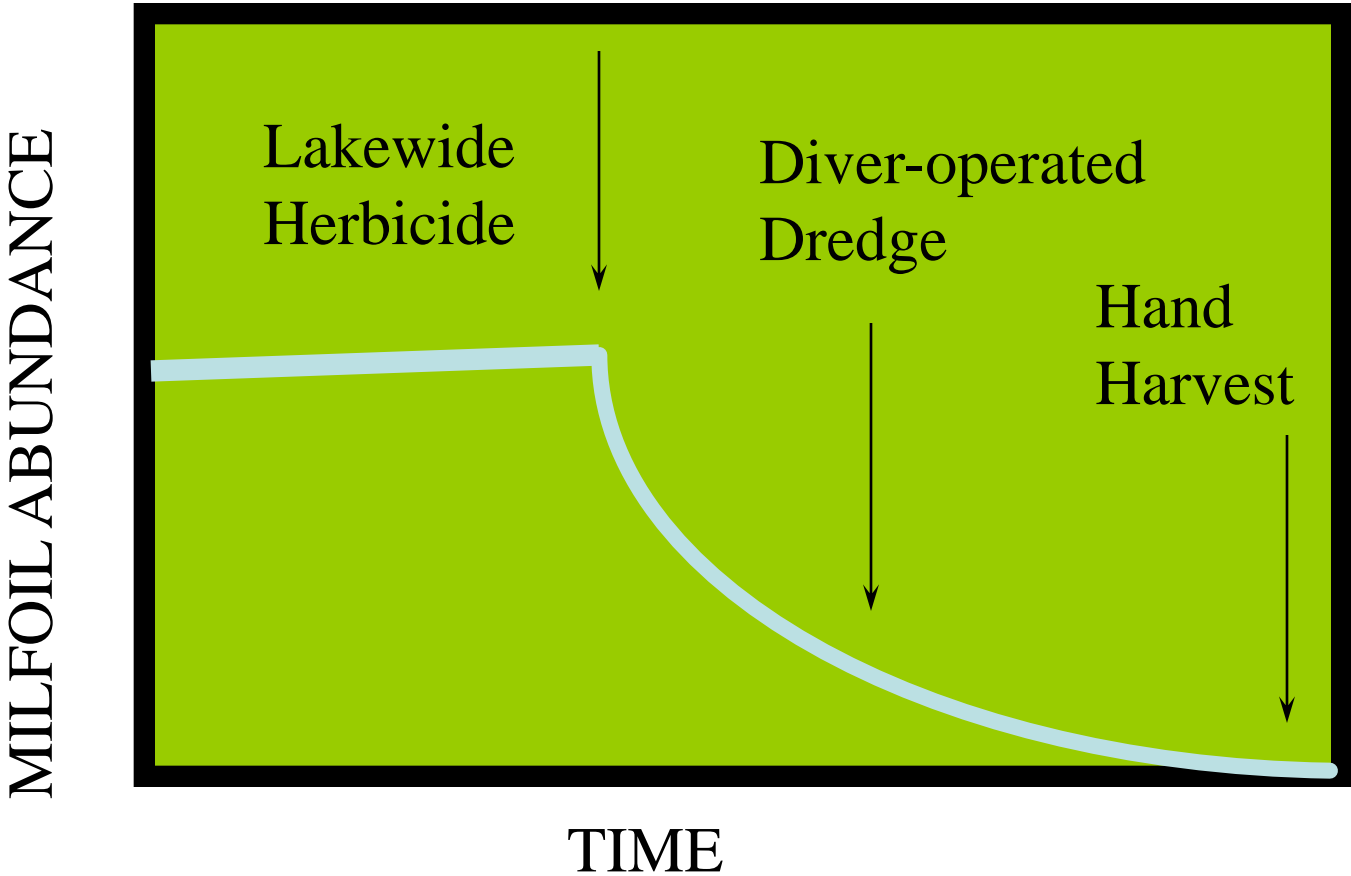 MILFOIL ABUNDANCE
Lakewide
Herbicide
Diver-operated
Dredge
Hand
Harvest
TIME